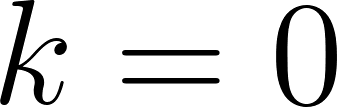 k = 0